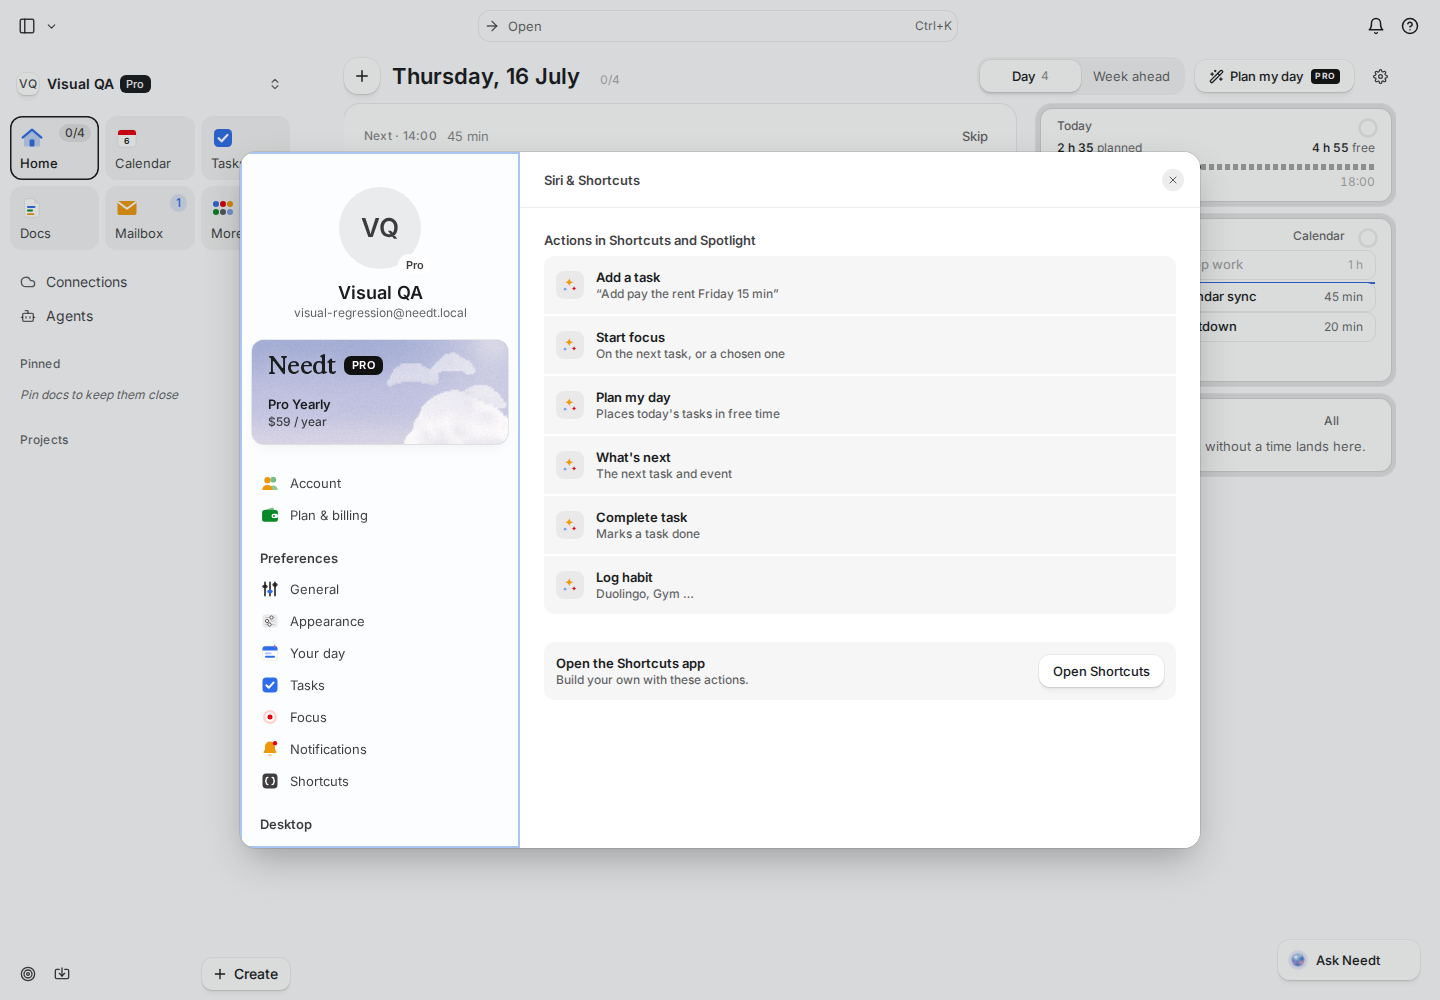 Open
Ctrl+K
VQ Visual QA Pro
Thursday, 16 July 0/4
Day 4
Week ahead
Plan my day PRO
0/4
Home
6
Calendar
Tasks
Docs
1
Mailbox
More
Connections
Agents
Pinned
Pin docs to keep them close
Projects
Next · 14:00 45 min
Skip
Today
2 h 35 planned
4 h 55 free
18:00
Calendar
p work
1 h
ndar sync
45 min
tdown
20 min
All
without a time lands here.
VQ
Pro
Visual QA
visual-regression@needt.local
Needt PRO
Pro Yearly
$59 / year
Account
Plan & billing
Preferences
General
Appearance
Your day
Tasks
Focus
Notifications
Shortcuts
Desktop
Siri & Shortcuts
Actions in Shortcuts and Spotlight
Add a task
“Add pay the rent Friday 15 min”
Start focus
On the next task, or a chosen one
Plan my day
Places today's tasks in free time
What's next
The next task and event
Complete task
Marks a task done
Log habit
Duolingo, Gym ...
Open the Shortcuts app
Build your own with these actions.
Open Shortcuts
Create
Ask Needt